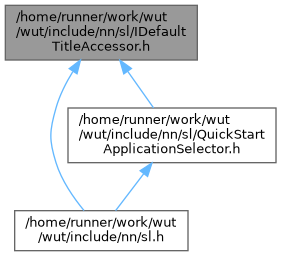 /home/runner/work/wut
/wut/include/nn/sl/IDefault
TitleAccessor.h
/home/runner/work/wut
/wut/include/nn/sl/QuickStart
ApplicationSelector.h
/home/runner/work/wut
/wut/include/nn/sl.h